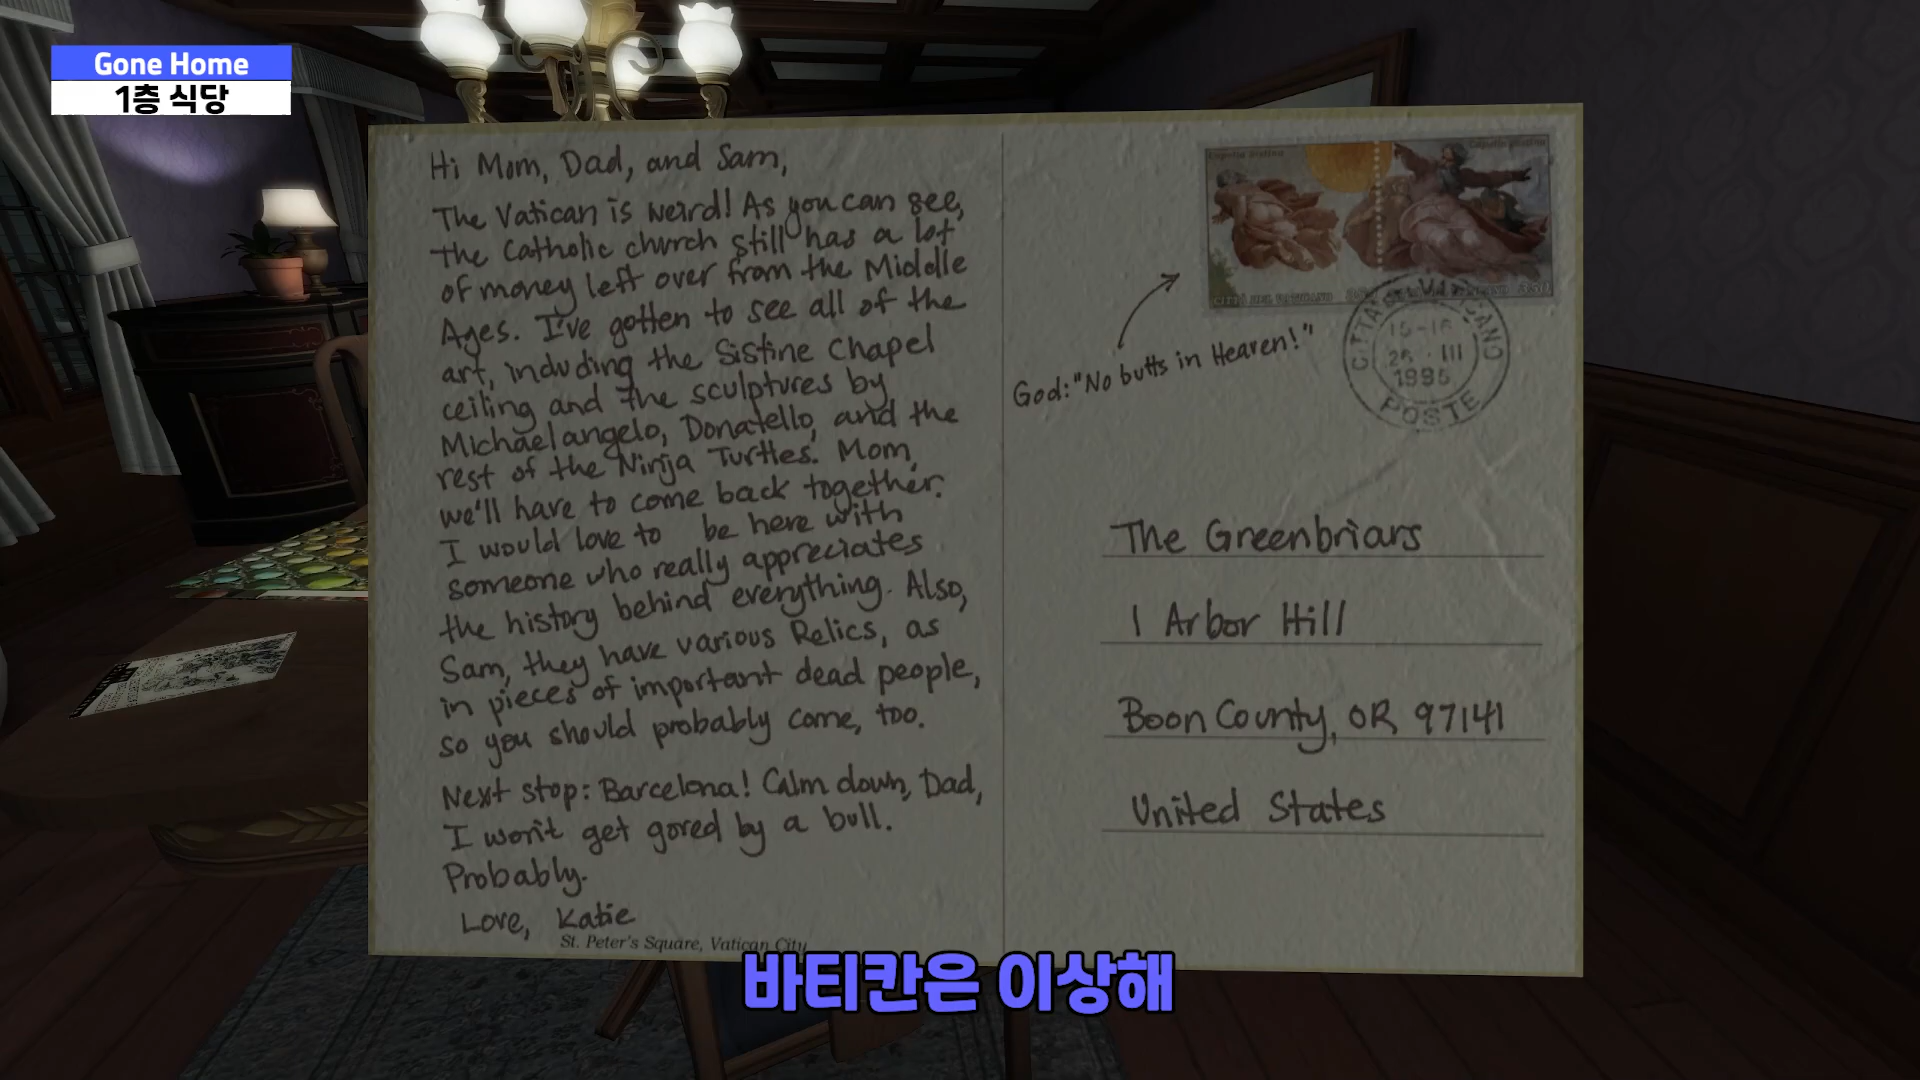 Gone Home
1층 식당
Hi Mom, Dad, and Sam,
The Vatican is weird! As you can see,
the Catholic church still has a lot
of money left over from the Middle
Ages. I've gotten to see all of the
art, including the Sistine Chapel
ceiling and the sculptures by
Michaelangelo, Donatello, and the
rest of the Ninja Turtles. Mom,
we'll have to come back together.
I would love to be here with
someone who really appreciates
the history behind everything. Also,
Sam, they have various Relics, as
in pieces of important dead people,
so you should probably come, too.
Next stop: Barcelona! Calm down, Dad,
I won't get gored by a bull.
Probably.
Love, Katie
St. Peter's Square, Vatican City
God: "No butts in Heaven!"
1995
POSTE
The Greenbriars
1 Arbor Hill
Boon County, OR 97141
United States
바티칸은 이상해